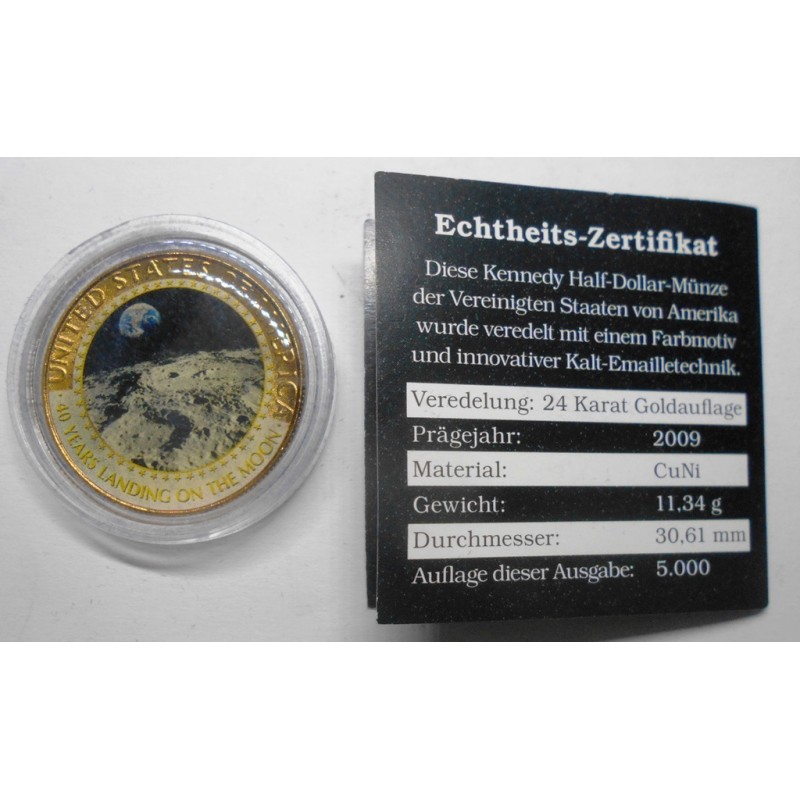 UNITED STATES OF AMERICA
· 40 YEARS LANDING ON THE MOON ·
Echtheits-Zertifikat
Diese Kennedy Half-Dollar-Münze
der Vereinigten Staaten von Amerika
wurde veredelt mit einem Farbmotiv
und innovativer Kalt-Emailletechnik.
Veredelung: 24 Karat Goldauflage
Prägejahr: 2009
Material: CuNi
Gewicht: 11,34 g
Durchmesser: 30,61 mm
Auflage dieser Ausgabe: 5.000